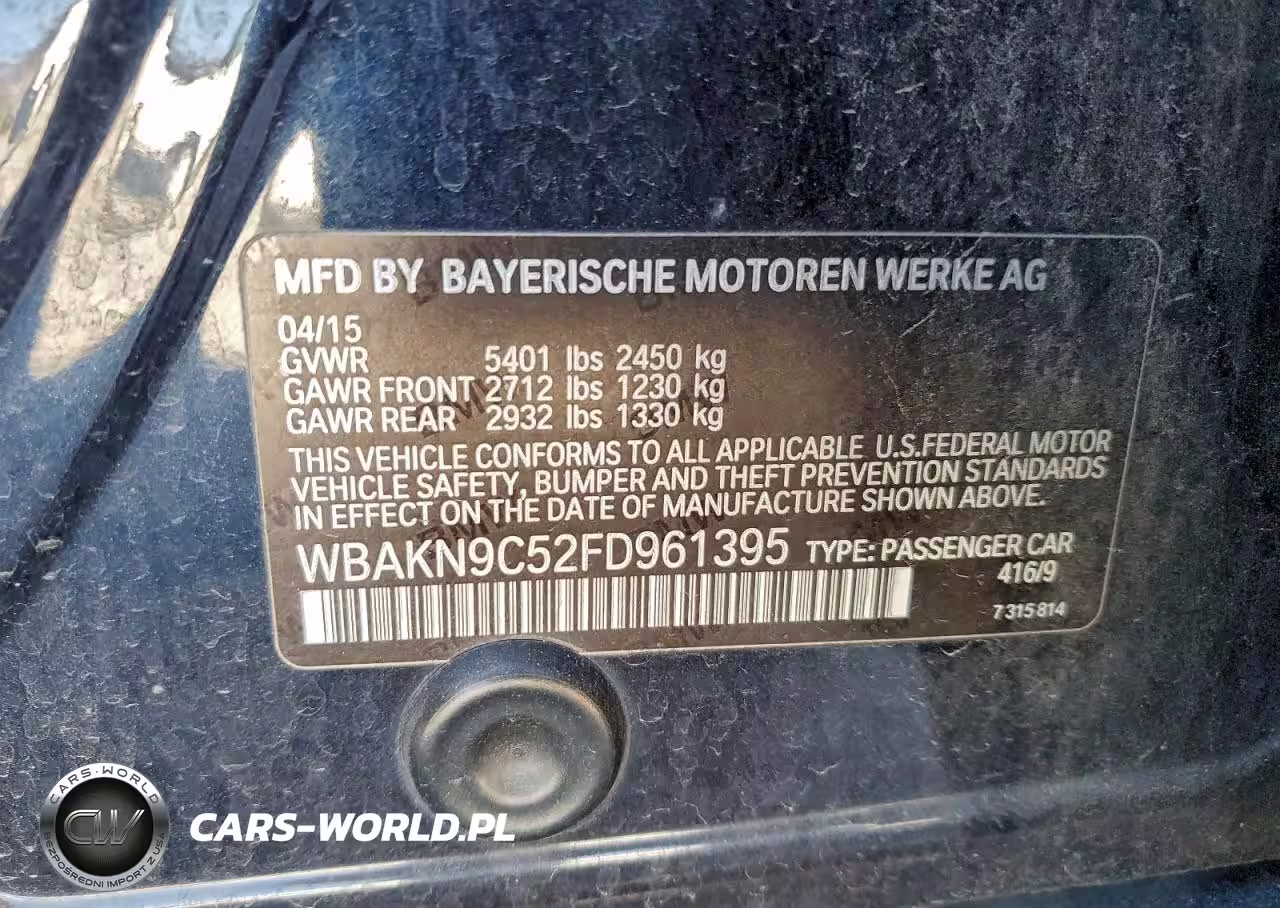 MFD BY BAYERISCHE MOTOREN WERKE AG
04/15
GVWR 5401 lbs 2450 kg
GAWR FRONT 2712 lbs 1230 kg
GAWR REAR 2932 lbs 1330 kg
THIS VEHICLE CONFORMS TO ALL APPLICABLE U.S.FEDERAL MOTOR
VEHICLE SAFETY, BUMPER AND THEFT PREVENTION STANDARDS
IN EFFECT ON THE DATE OF MANUFACTURE SHOWN ABOVE.
WBAKN9C52FD961395 TYPE: PASSENGER CAR
416/9
7 315 814
CARS-WORLD
CW
BEZPOŚREDNI IMPORT Z USA
CARS-WORLD.PL